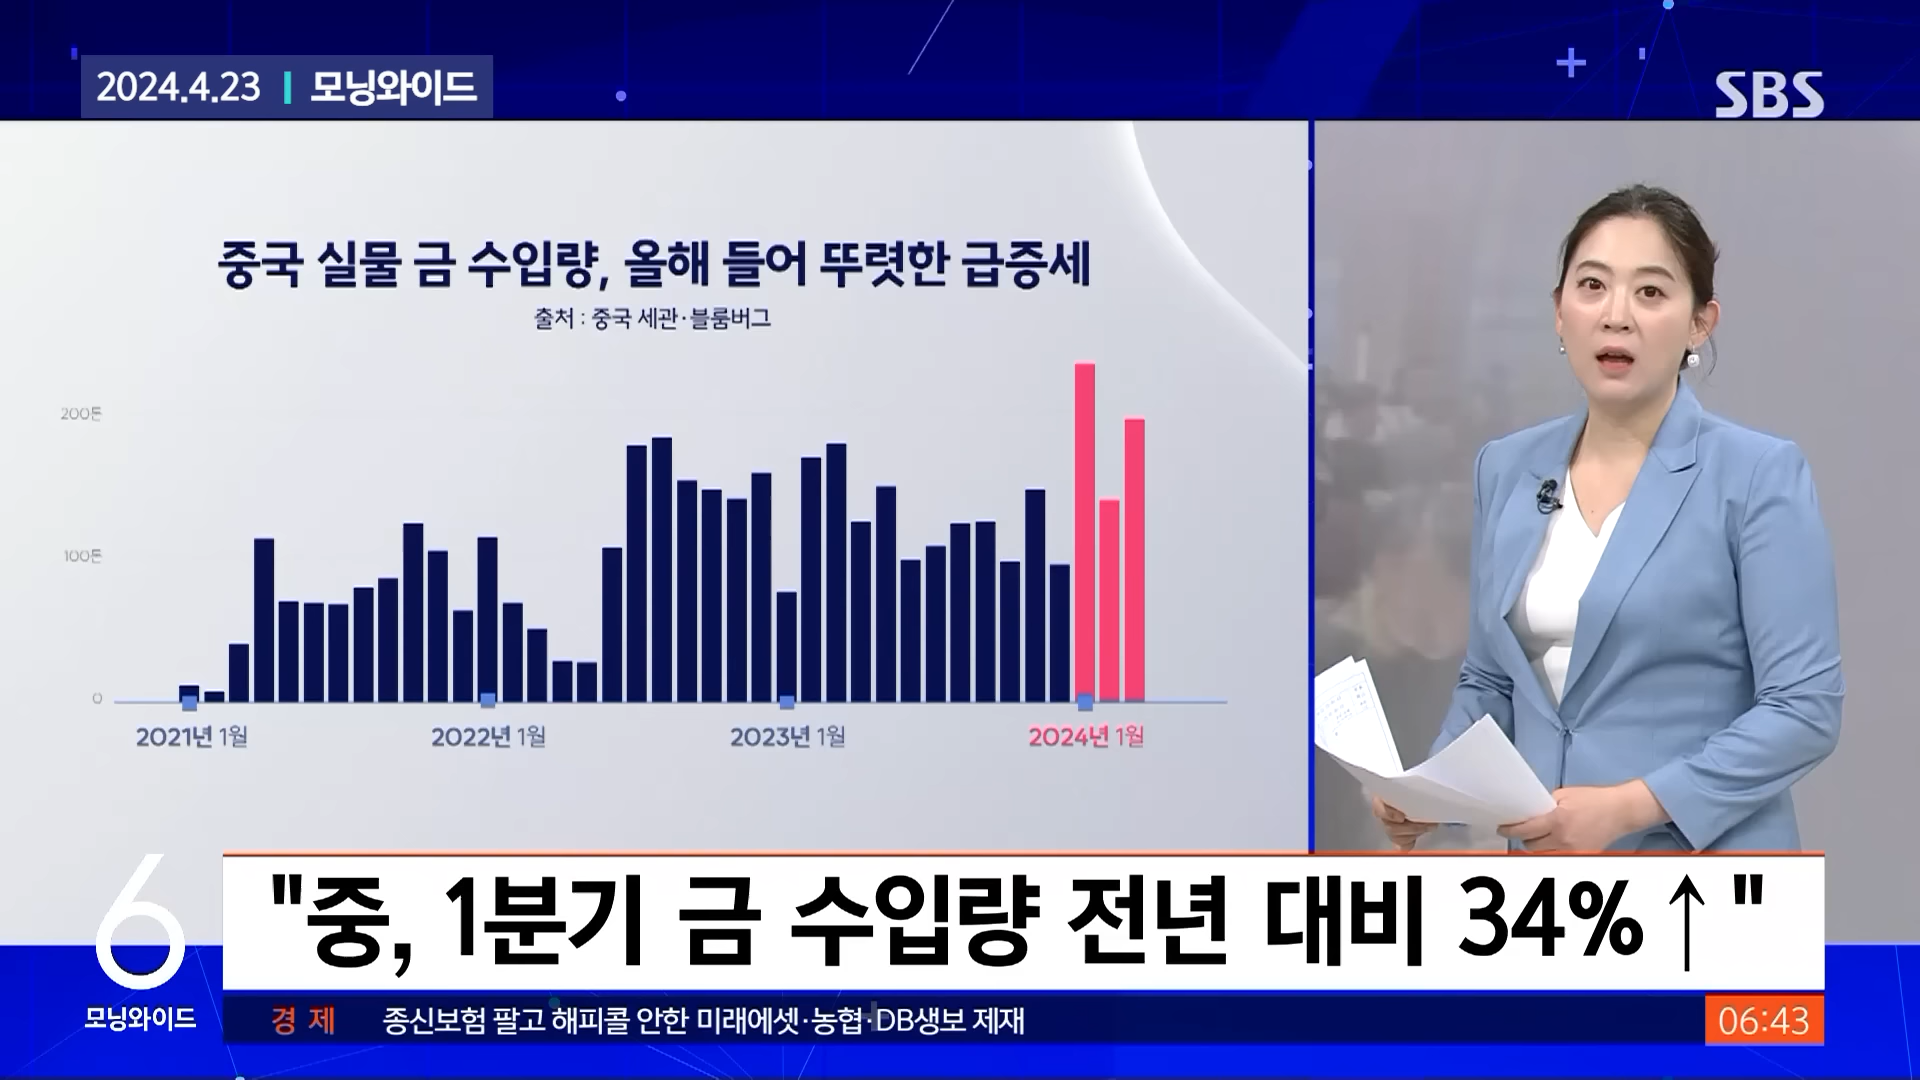 2024.4.23 | 모닝와이드
SBS
중국 실물 금 수입량, 올해 들어 뚜렷한 급증세
출처 : 중국 세관·블룸버그
200톤
100톤
0
2021년 1월
2022년 1월
2023년 1월
2024년 1월
6
모닝와이드
"중, 1분기 금 수입량 전년 대비 34%↑"
경제 종신보험 팔고 해피콜 안한 미래에셋·농협·DB생보 제재
06:43